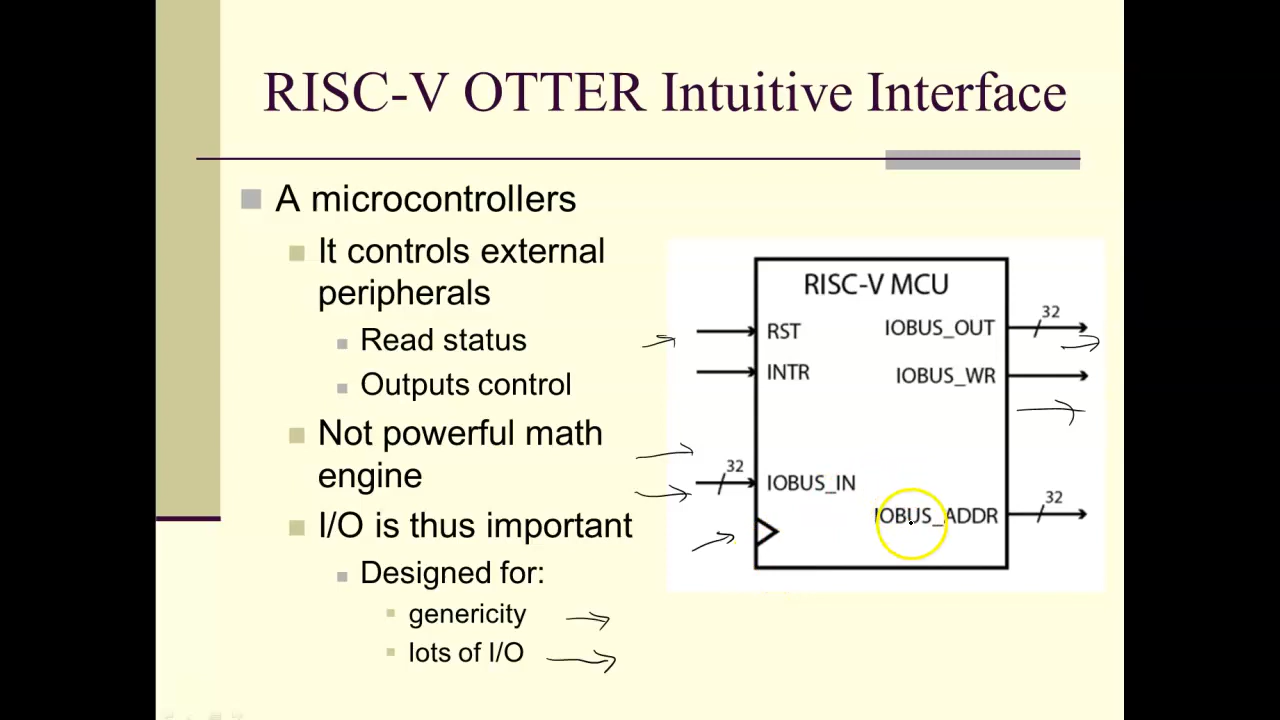 RISC-V OTTER Intuitive Interface
A microcontrollers
It controls external
peripherals
Read status
Outputs control
Not powerful math
engine
I/O is thus important
Designed for:
genericity
lots of I/O
RISC-V MCU
RST
INTR
32
IOBUS_IN
IOBUS_OUT
32
IOBUS_WR
IOBUS_ADDR
32